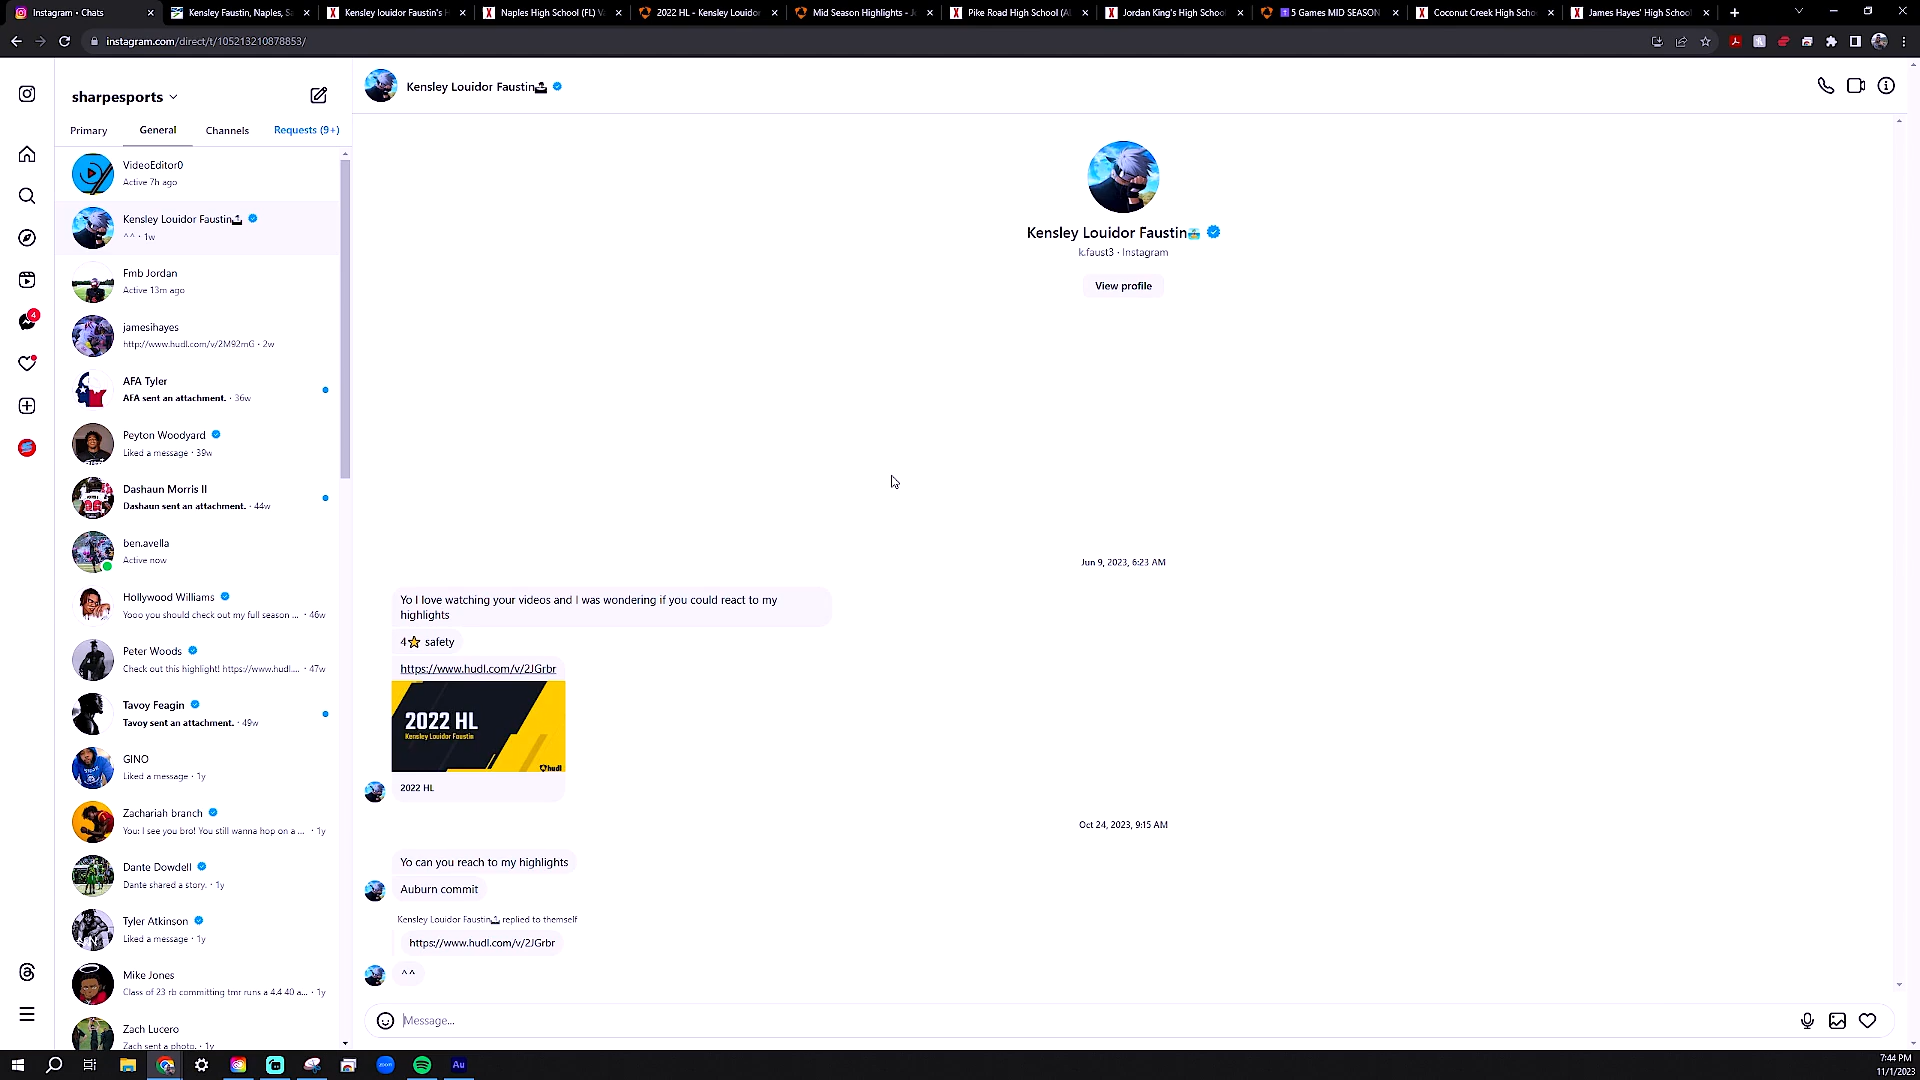 Instagram • Chats
Kensley Faustin, Naples, S
Kensley louidor Faustin's H
Naples High School (FL) V
2022 HL - Kensley Louidor
Mid Season Highlights - J
Pike Road High School (A
Jordan King's High School
5 Games MID SEASON
Coconut Creek High Scho
James Hayes' High School
instagram.com/direct/t/105213210878853/
sharpesports
Primary
General
Channels
Requests (9+)
VideoEditor0
Active 7h ago
Kensley Louidor Faustin
^^ · 1w
Fmb Jordan
Active 13m ago
jamesihayes
http://www.hudl.com/v/2M92mG · 2w
AFA Tyler
AFA sent an attachment. · 36w
Peyton Woodyard
Liked a message · 39w
Dashaun Morris II
Dashaun sent an attachment. · 44w
ben.avella
Active now
Hollywood Williams
Yooo you should check out my full season ... · 46w
Peter Woods
Check out this highlight! https://www.hudl.... · 47w
Tavoy Feagin
Tavoy sent an attachment. · 49w
GINO
Liked a message · 1y
Zachariah branch
You: I see you bro! You still wanna hop on a ... · 1y
Dante Dowdell
Dante shared a story. · 1y
Tyler Atkinson
Liked a message · 1y
Mike Jones
Class of 23 rb committing tmr runs a 4.4 40 a... · 1y
Zach Lucero
Zach sent a photo. · 1y
4
Kensley Louidor Faustin
Kensley Louidor Faustin
k.faust3 · Instagram
View profile
Jun 9, 2023, 6:23 AM
Yo I love watching your videos and I was wondering if you could react to my
highlights
4⭐ safety
https://www.hudl.com/v/2JGrbr
2022 HL
Kensley Louidor Faustin
hudl
2022 HL
Oct 24, 2023, 9:15 AM
Yo can you reach to my highlights
Auburn commit
Kensley Louidor Faustin replied to themself
https://www.hudl.com/v/2JGrbr
^^
Message...
zoom
Au
7:44 PM
11/1/2023